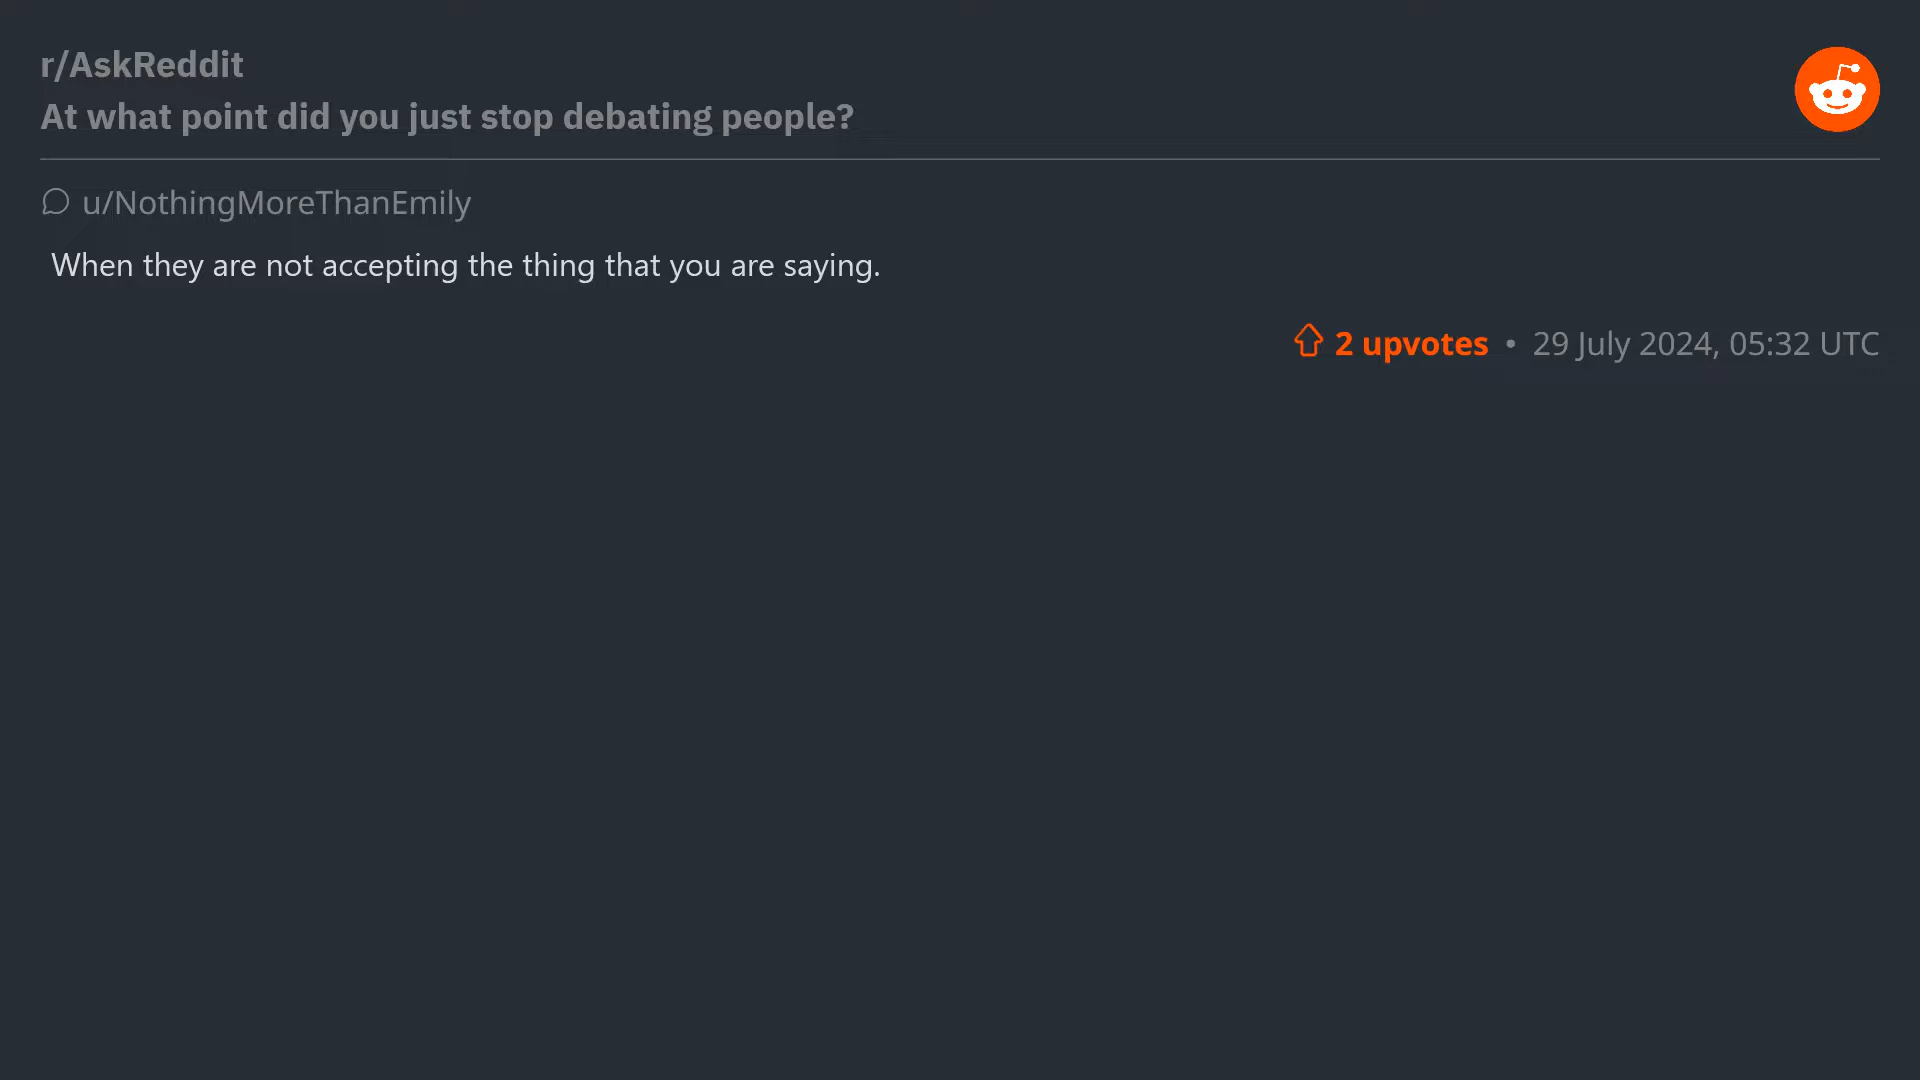 r/AskReddit
At what point did you just stop debating people?
u/NothingMoreThanEmily
When they are not accepting the thing that you are saying.
2 upvotes • 29 July 2024, 05:32 UTC